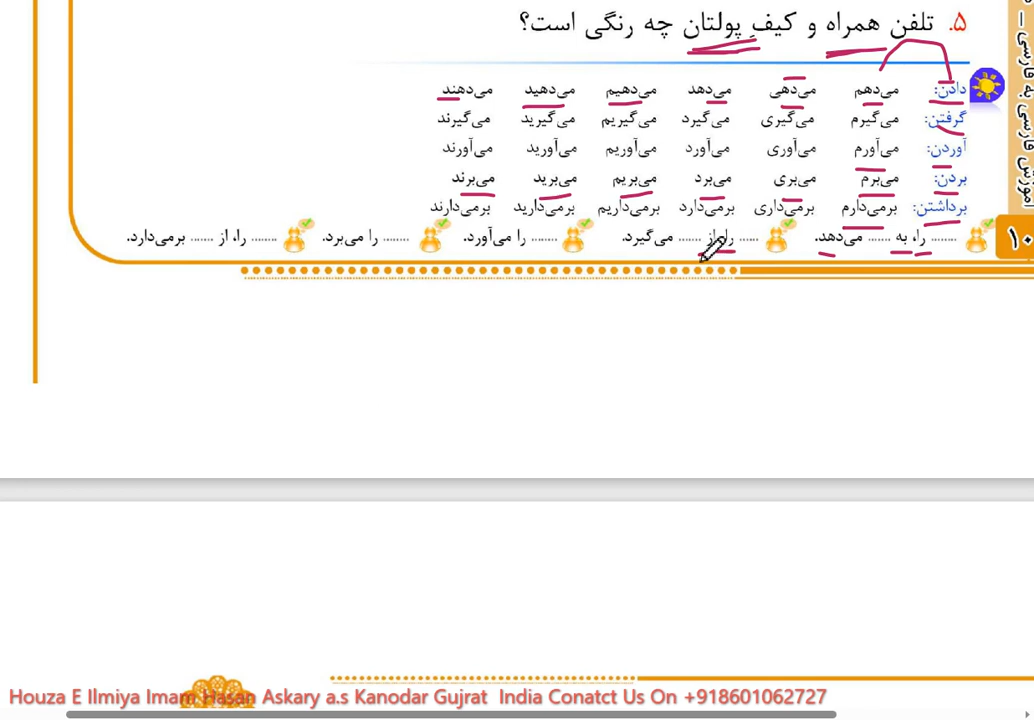 ۵. تلفن همراه و کیفِ پولتان چه رنگی است؟
دادن: می‌دهم می‌دهی می‌دهد می‌دهیم می‌دهید می‌دهند
گرفتن: می‌گیرم می‌گیری می‌گیرد می‌گیریم می‌گیرید می‌گیرند
آوردن: می‌آورم می‌آوری می‌آورد می‌آوریم می‌آورید می‌آورند
بردن: می‌برم می‌بری می‌برد می‌بریم می‌برید می‌برند
برداشتن: برمی‌دارم برمی‌داری برمی‌دارد برمی‌داریم برمی‌دارید برمی‌دارند
........ را، به ....... می‌دهد. ...... را، از ....... می‌گیرد. ........ را می‌آورد. ........ را می‌برد. ........ را، از ....... برمی‌دارد.
آموزش فارسی به فارسی –
۱۰
Houza E Ilmiya Imam Hasan Askary a.s Kanodar Gujrat India Conatct Us On +918601062727